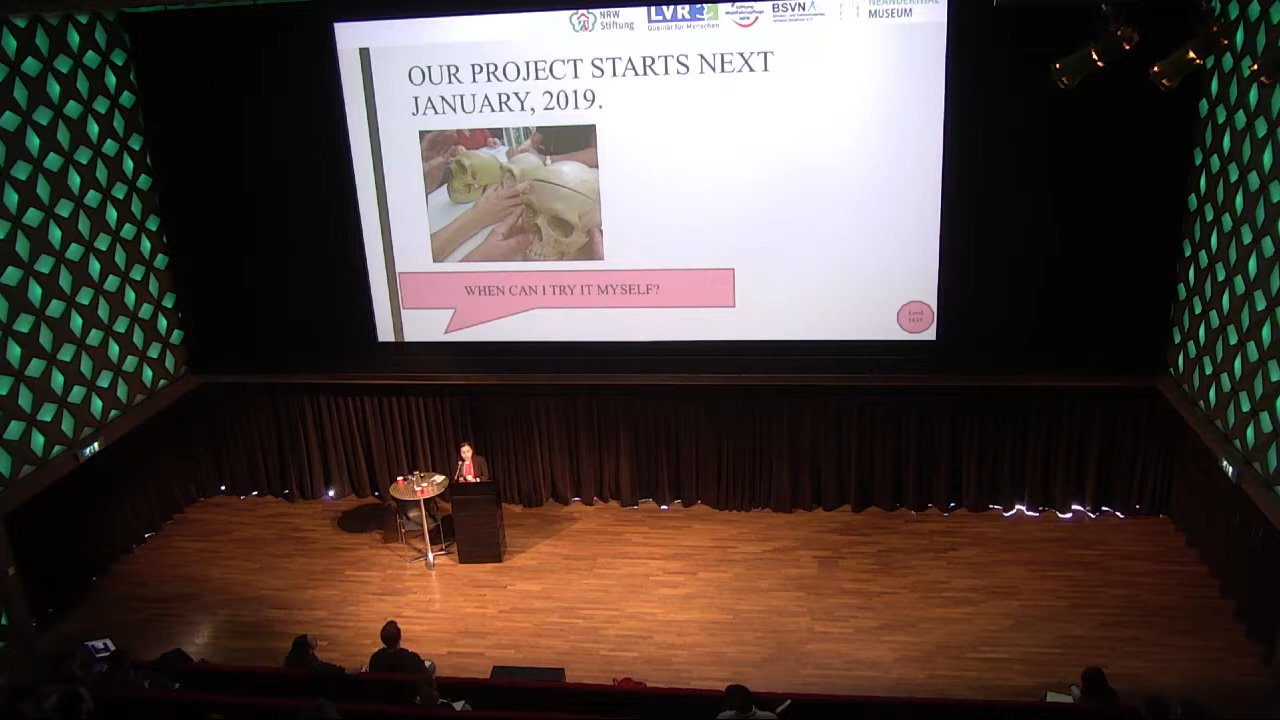 NRW
Stiftung
LVR
Qualität für Menschen
BSVN
NEANDERTHAL
MUSEUM
OUR PROJECT STARTS NEXT
JANUARY, 2019.
WHEN CAN I TRY IT MYSELF?
Level